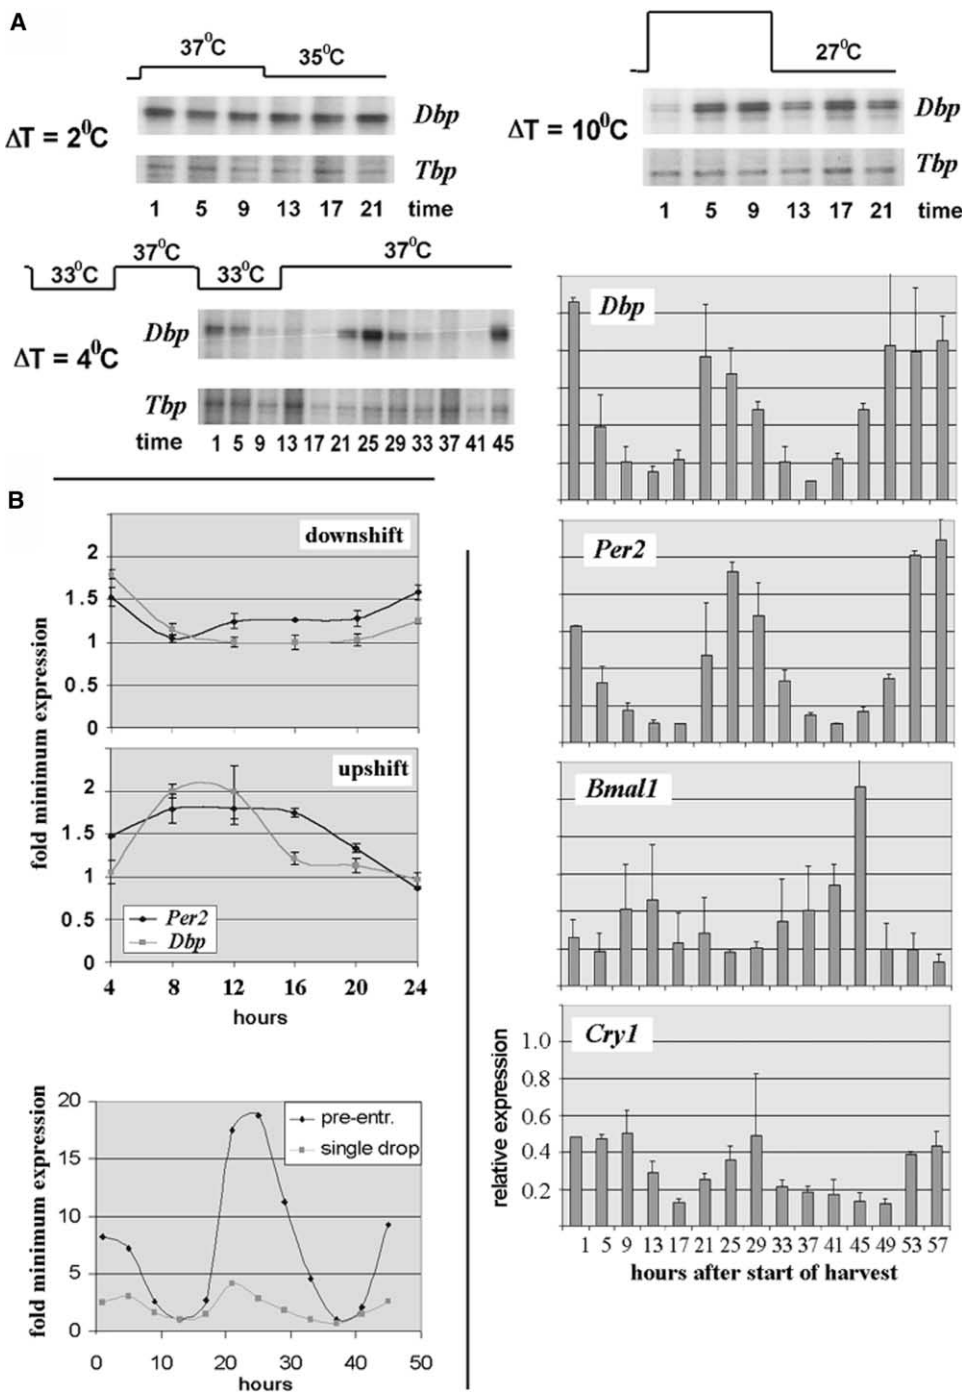 A
37⁰C
35⁰C
ΔT = 2⁰C
Dbp
Tbp
1 5 9 13 17 21 time
27⁰C
ΔT = 10⁰C
Dbp
Tbp
1 5 9 13 17 21 time
33⁰C 37⁰C 33⁰C 37⁰C
ΔT = 4⁰C
Dbp
Tbp
time 1 5 9 13 17 21 25 29 33 37 41 45
B
fold minimum expression
downshift
2
1.5
1
0.5
0
fold minimum expression
upshift
2
1.5
1
0.5
0
Per2
Dbp
4 8 12 16 20 24
hours
fold minimum expression
20
15
10
5
0
pre-entr.
single drop
0 10 20 30 40 50
hours
Dbp
Per2
Bmal1
Cry1
relative expression
1.0
0.8
0.6
0.4
0.2
1 5 9 13 17 21 25 29 33 37 41 45 49 53 57
hours after start of harvest